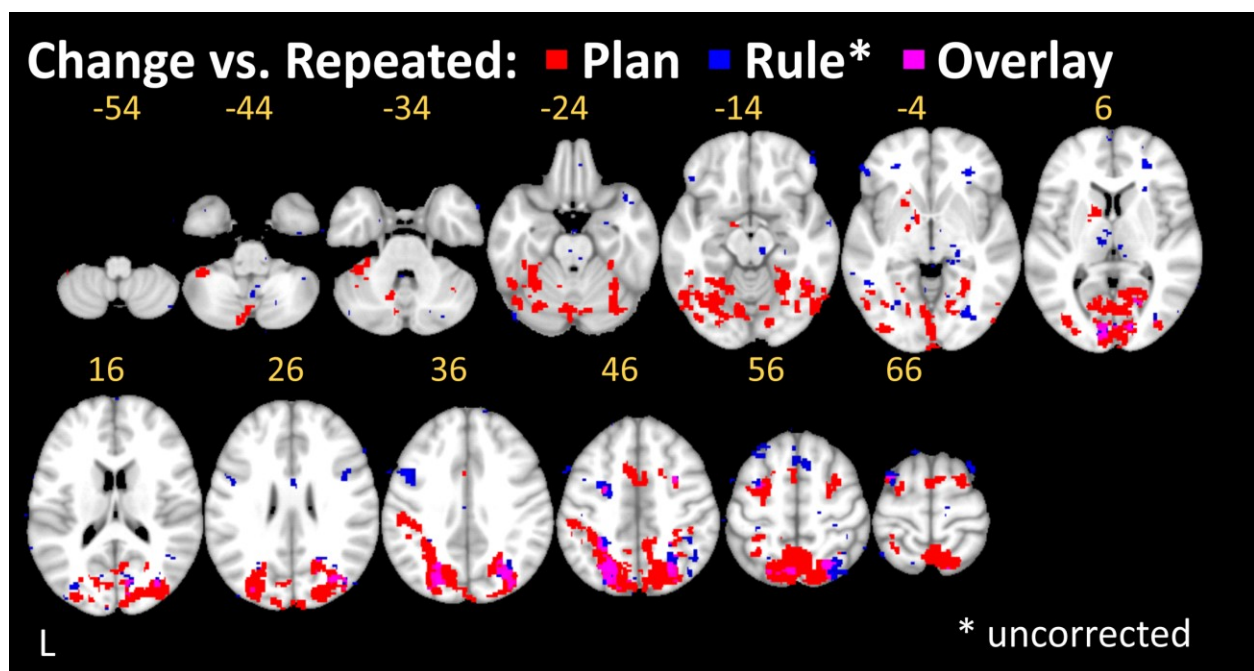 Change vs. Repeated: Plan Rule* Overlay
-54 -44 -34 -24 -14 -4 6
16 26 36 46 56 66
L * uncorrected